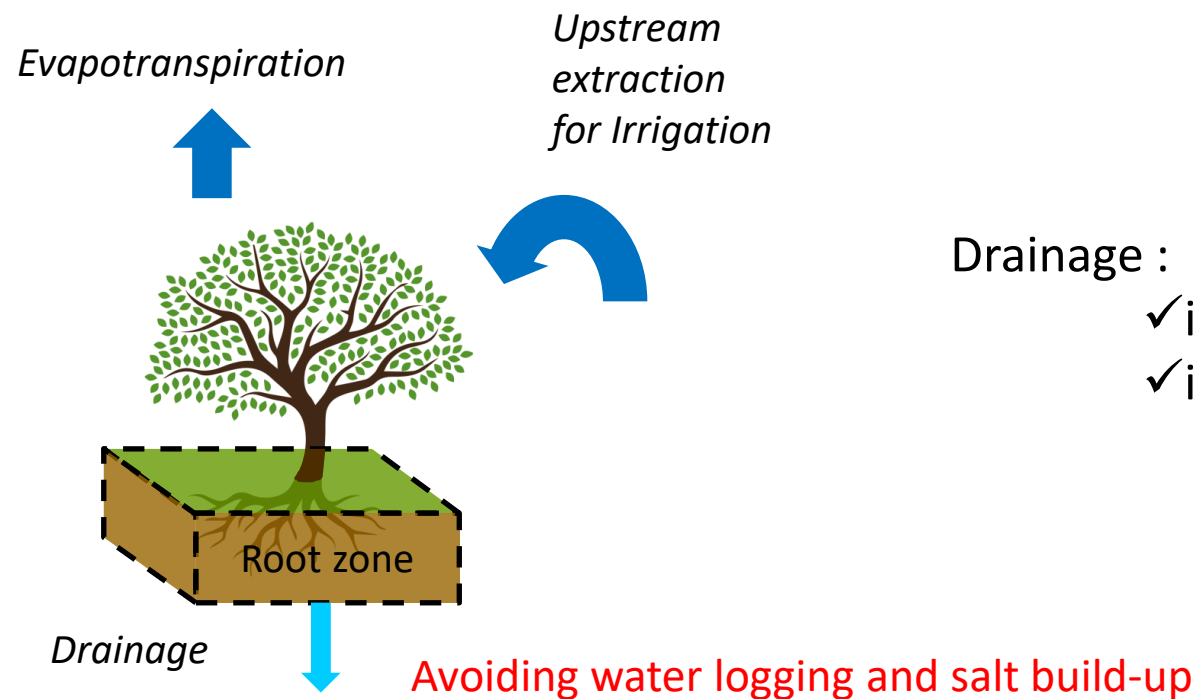 Evapotranspiration
Upstream
extraction
for Irrigation
Drainage :
✓i
✓i
Root zone
Drainage
Avoiding water logging and salt build-up